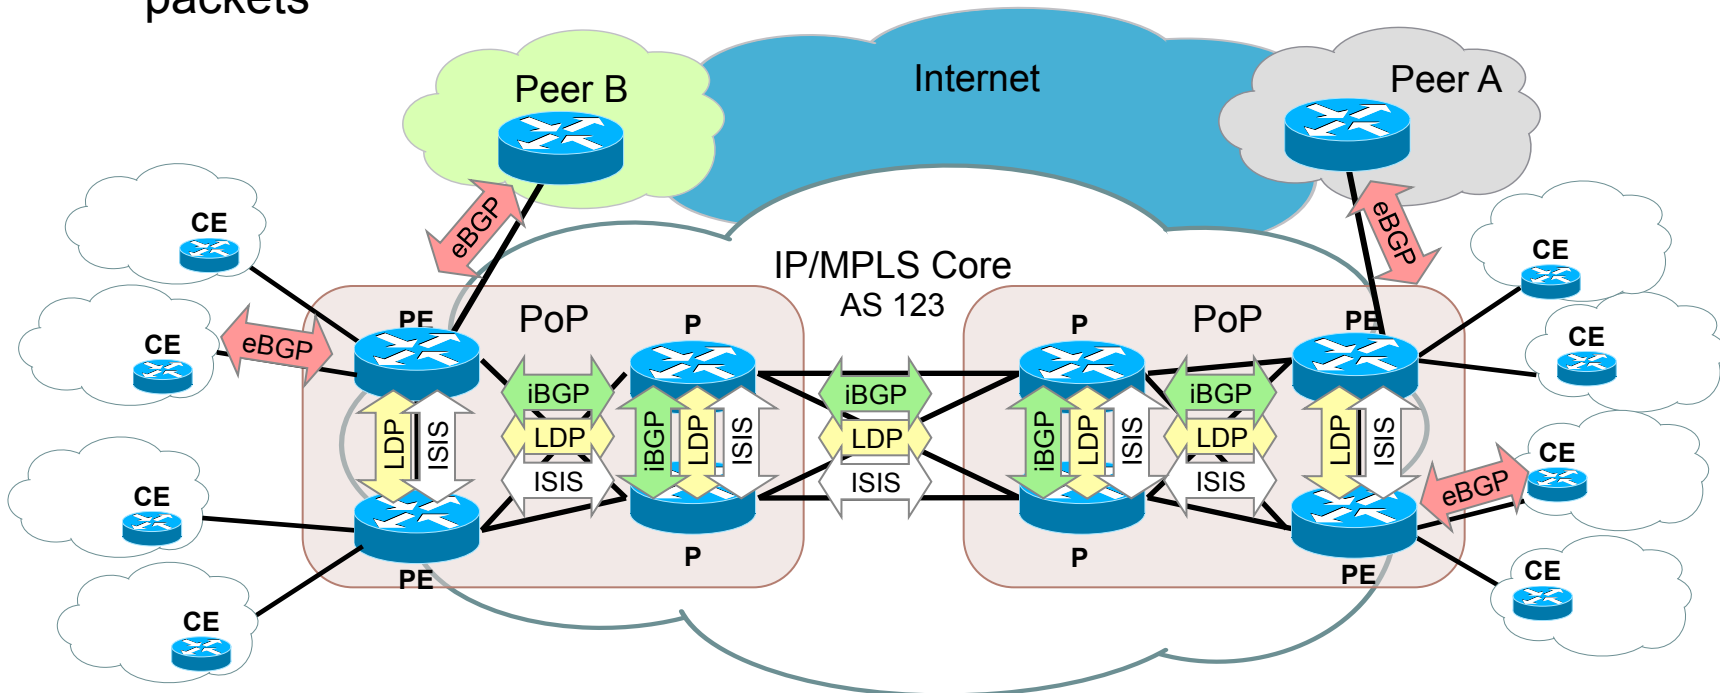 packets
Peer B
Internet
Peer A
eBGP
eBGP
CE
CE
IP/MPLS Core
AS 123
PE
PoP
P
P
PoP
PE
CE
eBGP
CE
iBGP
iBGP
iBGP
LDP
ISIS
LDP
iBGP
LDP
ISIS
LDP
iBGP
LDP
ISIS
LDP
LDP
ISIS
ISIS
ISIS
ISIS
CE
eBGP
CE
PE
P
P
PE
CE
CE